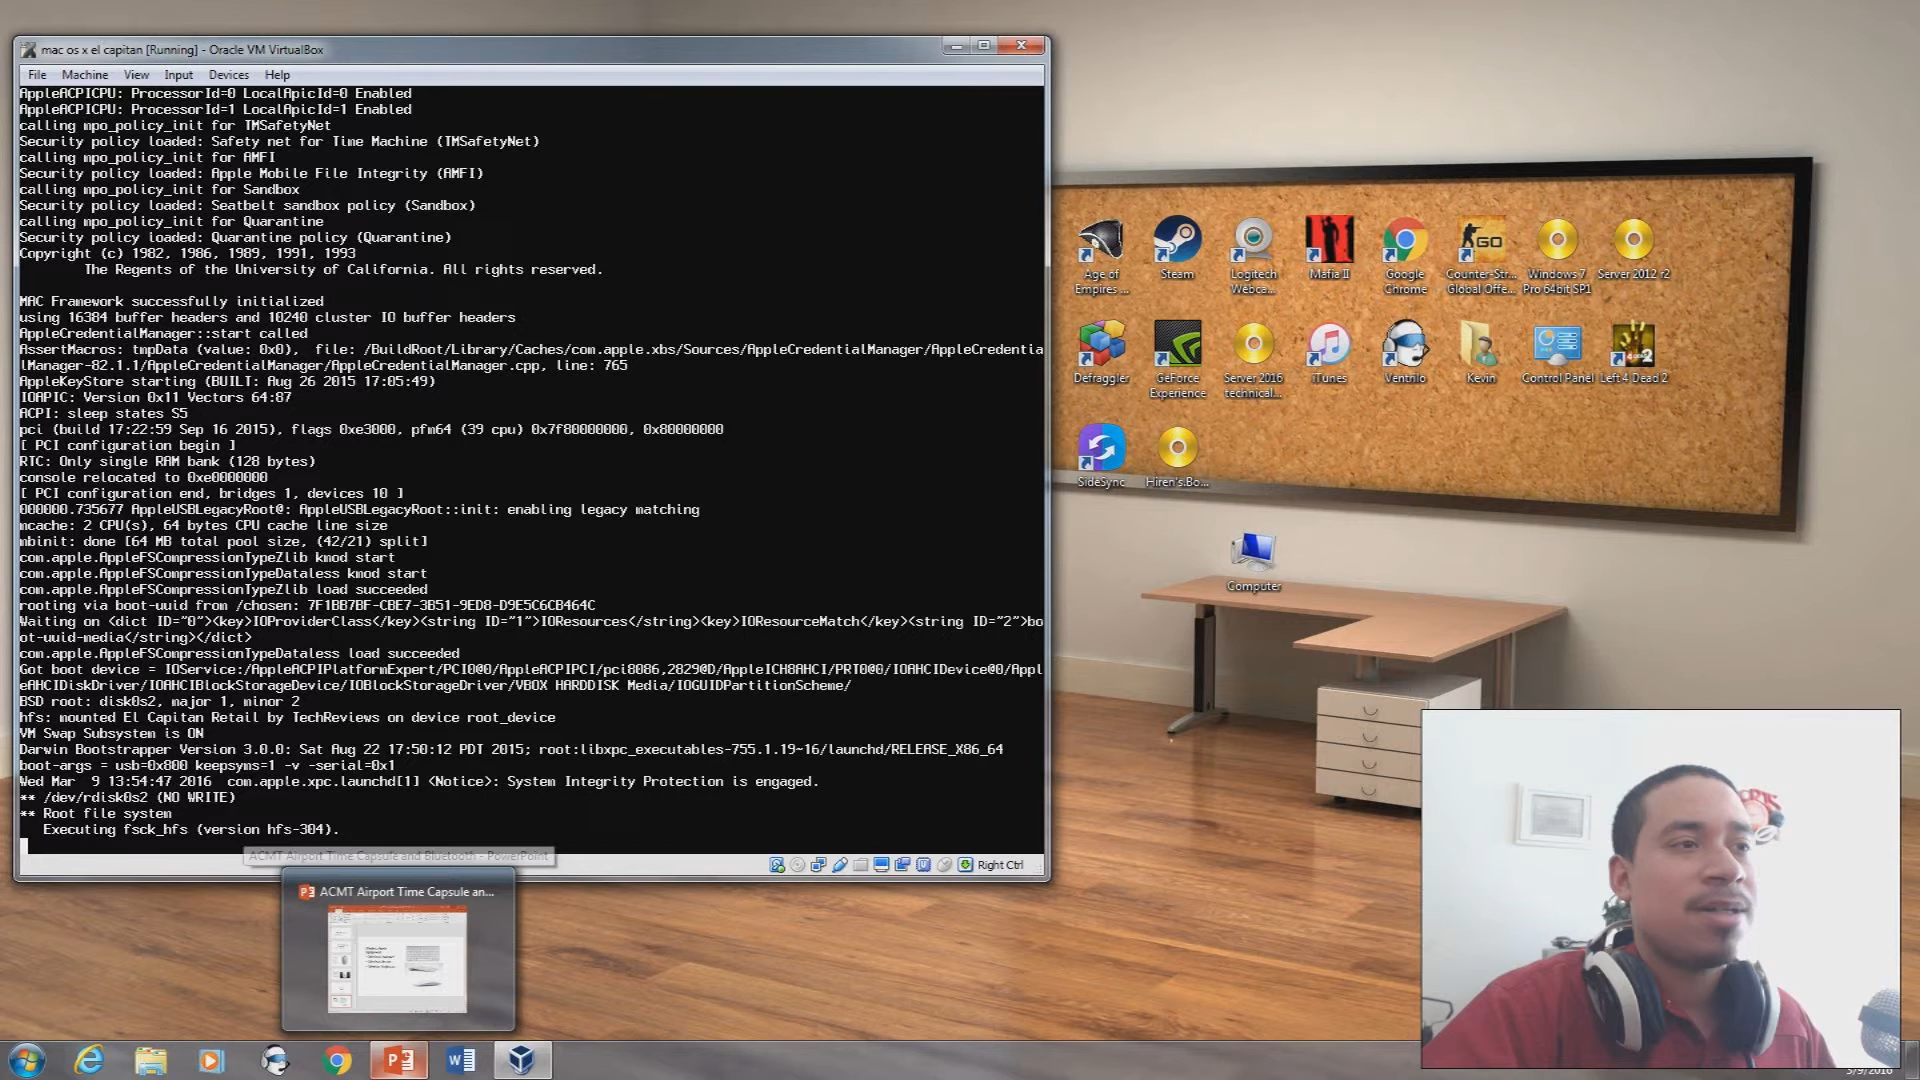 mac os x el capitan [Running] - Oracle VM VirtualBox
File Machine View Input Devices Help
AppleACPICPU: ProcessorId=0 LocalApicId=0 Enabled
AppleACPICPU: ProcessorId=1 LocalApicId=1 Enabled
calling mpo_policy_init for TMSafetyNet
Security policy loaded: Safety net for Time Machine (TMSafetyNet)
calling mpo_policy_init for AMFI
Security policy loaded: Apple Mobile File Integrity (AMFI)
calling mpo_policy_init for Sandbox
Security policy loaded: Seatbelt sandbox policy (Sandbox)
calling mpo_policy_init for Quarantine
Security policy loaded: Quarantine policy (Quarantine)
Copyright (c) 1982, 1986, 1989, 1991, 1993
The Regents of the University of California. All rights reserved.
MAC Framework successfully initialized
using 16384 buffer headers and 10240 cluster IO buffer headers
AppleCredentialManager::start called
AssertMacros: tmpData (value: 0x0), file: /BuildRoot/Library/Caches/com.apple.xbs/Sources/AppleCredentialManager/AppleCredentia
lManager-82.1.1/AppleCredentialManager/AppleCredentialManager.cpp, line: 765
AppleKeyStore starting (BUILT: Aug 26 2015 17:05:49)
IOAPIC: Version 0x11 Vectors 64:87
ACPI: sleep states S5
pci (build 17:22:59 Sep 16 2015), flags 0xe3000, pfm64 (39 cpu) 0x7f80000000, 0x80000000
[ PCI configuration begin ]
RTC: Only single RAM bank (128 bytes)
console relocated to 0xe0000000
[ PCI configuration end, bridges 1, devices 10 ]
000000.735677 AppleUSBLegacyRoot@: AppleUSBLegacyRoot::init: enabling legacy matching
mcache: 2 CPU(s), 64 bytes CPU cache line size
mbinit: done [64 MB total pool size, (42/21) split]
com.apple.AppleFSCompressionTypeZlib kmod start
com.apple.AppleFSCompressionTypeDataless kmod start
com.apple.AppleFSCompressionTypeZlib load succeeded
rooting via boot-uuid from /chosen: 7F1BB7BF-CBE7-3B51-9ED8-D9E5C6CB464C
Waiting on <dict ID="0"><key>IOProviderClass</key><string ID="1">IOResources</string><key>IOResourceMatch</key><string ID="2">bo
ot-uuid-media</string></dict>
com.apple.AppleFSCompressionTypeDataless load succeeded
Got boot device = IOService:/AppleACPIPlatformExpert/PCI0@0/AppleACPIPCI/pci8086,2829@D/AppleICH8AHCI/PRT0@0/IOAHCIDevice@0/Appl
eAHCIDiskDriver/IOAHCIBlockStorageDevice/IOBlockStorageDriver/VBOX HARDDISK Media/IOGUIDPartitionScheme/
BSD root: disk0s2, major 1, minor 2
hfs: mounted El Capitan Retail by TechReviews on device root_device
VM Swap Subsystem is ON
Darwin Bootstrapper Version 3.0.0: Sat Aug 22 17:50:12 PDT 2015; root:libxpc_executables-755.1.19~16/launchd/RELEASE_X86_64
boot-args = usb=0x800 keepsyms=1 -v -serial=0x1
Wed Mar 9 13:54:47 2016 com.apple.xpc.launchd[1] <Notice>: System Integrity Protection is engaged.
** /dev/rdisk0s2 (NO WRITE)
** Root file system
Executing fsck_hfs (version hfs-304).
ACMT Airport Time Capsule and Bluetooth - PowerPoint
Right Ctrl
ACMT Airport Time Capsule an...
Age of Empires ...
Steam
Logitech Webca...
Mafia II
Google Chrome
Counter-Str... Global Offe...
Windows 7 Pro 64bit SP1
Server 2012 r2
Defraggler
GeForce Experience
Server 2016 technical...
iTunes
Ventrilo
Kevin
Control Panel
Left 4 Dead 2
SideSync
Hiren's.Bo...
Computer
3/9/2016